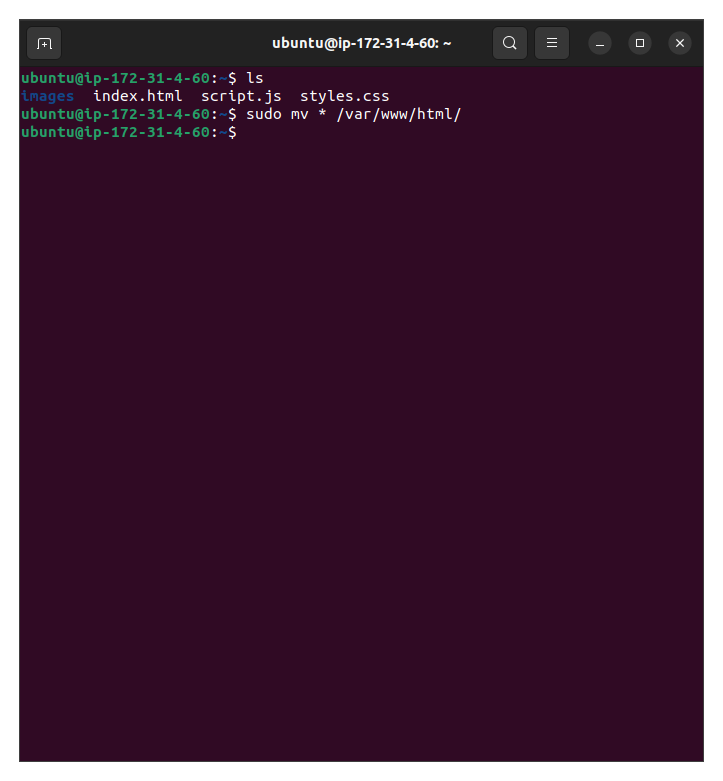 ubuntu@ip-172-31-4-60: ~
ubuntu@ip-172-31-4-60:~$ ls
images  index.html  script.js  styles.css
ubuntu@ip-172-31-4-60:~$ sudo mv * /var/www/html/
ubuntu@ip-172-31-4-60:~$